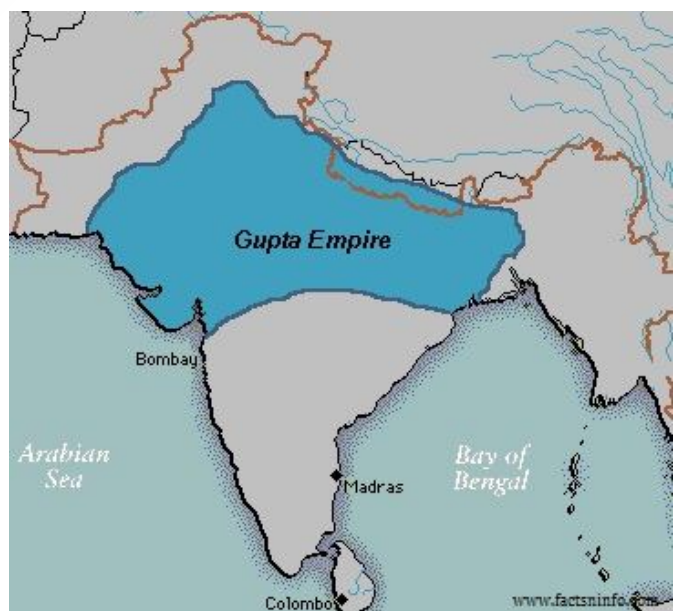 Gupta Empire
Bombay
Arabian
Sea
Bay of
Bengal
Madras
Colombo
www.factsninfo.com